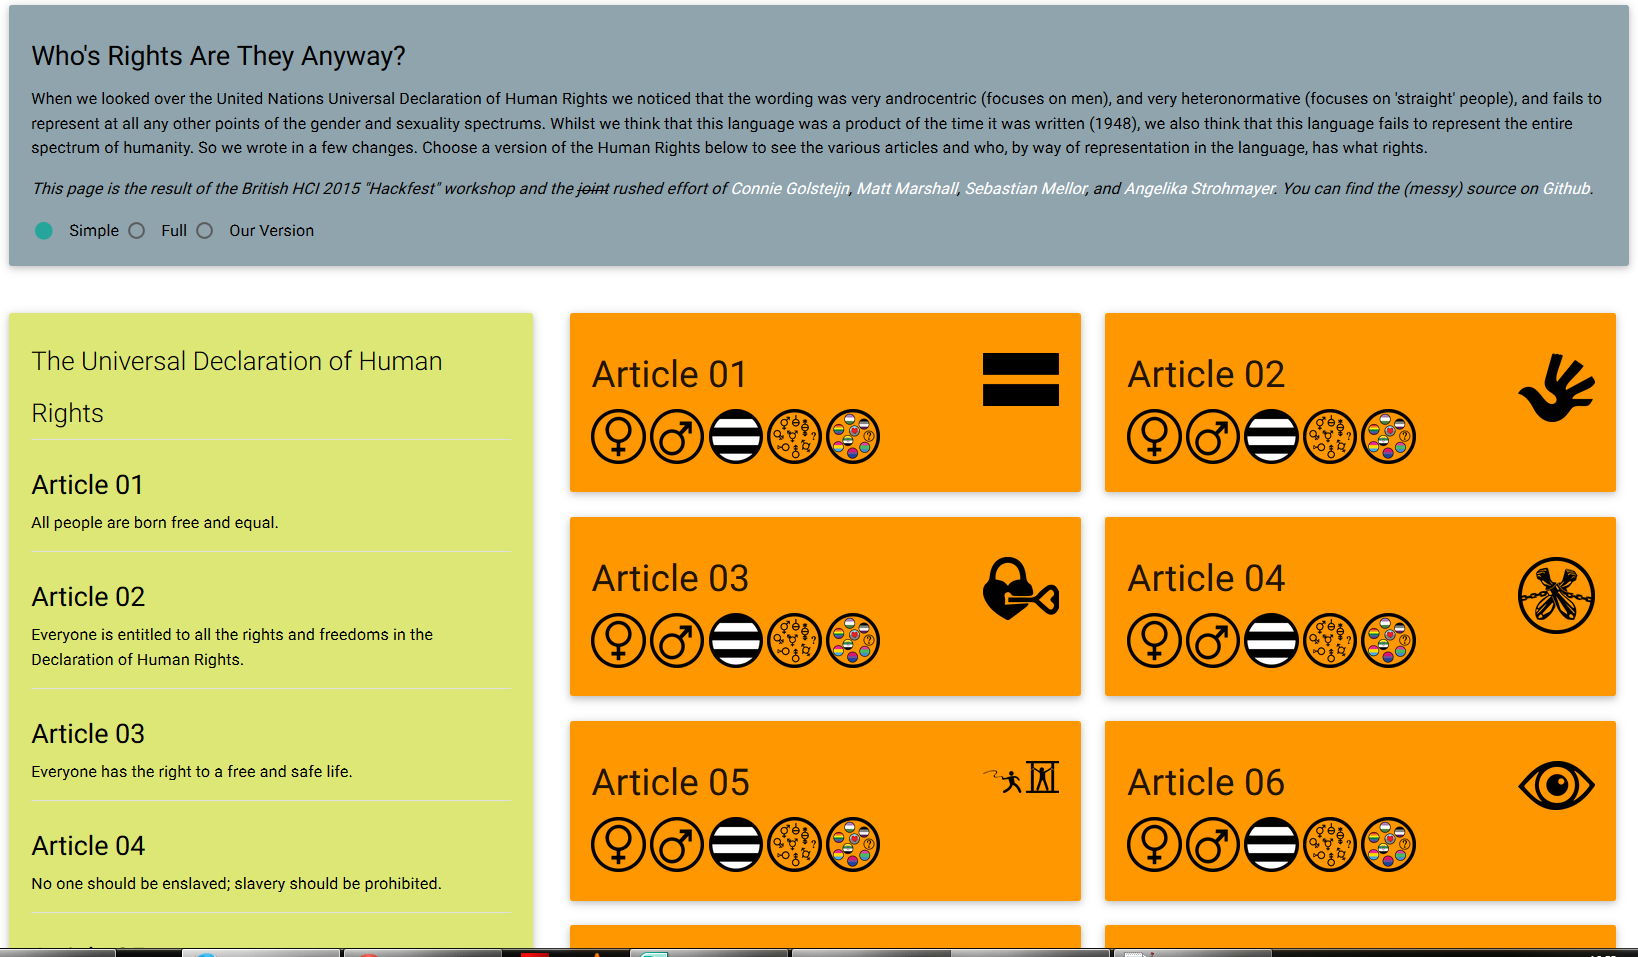 Who's Rights Are They Anyway?
When we looked over the United Nations Universal Declaration of Human Rights we noticed that the wording was very androcentric (focuses on men), and very heteronormative (focuses on 'straight' people), and fails to
represent at all any other points of the gender and sexuality spectrums. Whilst we think that this language was a product of the time it was written (1948), we also think that this language fails to represent the entire
spectrum of humanity. So we wrote in a few changes. Choose a version of the Human Rights below to see the various articles and who, by way of representation in the language, has what rights.
This page is the result of the British HCI 2015 "Hackfest" workshop and the joint rushed effort of Connie Golsteijn, Matt Marshall, Sebastian Mellor, and Angelika Strohmayer. You can find the (messy) source on Github.
Simple Full Our Version
The Universal Declaration of Human
Rights
Article 01
All people are born free and equal.
Article 02
Everyone is entitled to all the rights and freedoms in the
Declaration of Human Rights.
Article 03
Everyone has the right to a free and safe life.
Article 04
No one should be enslaved; slavery should be prohibited.
Article 01
Article 02
Article 03
Article 04
Article 05
Article 06